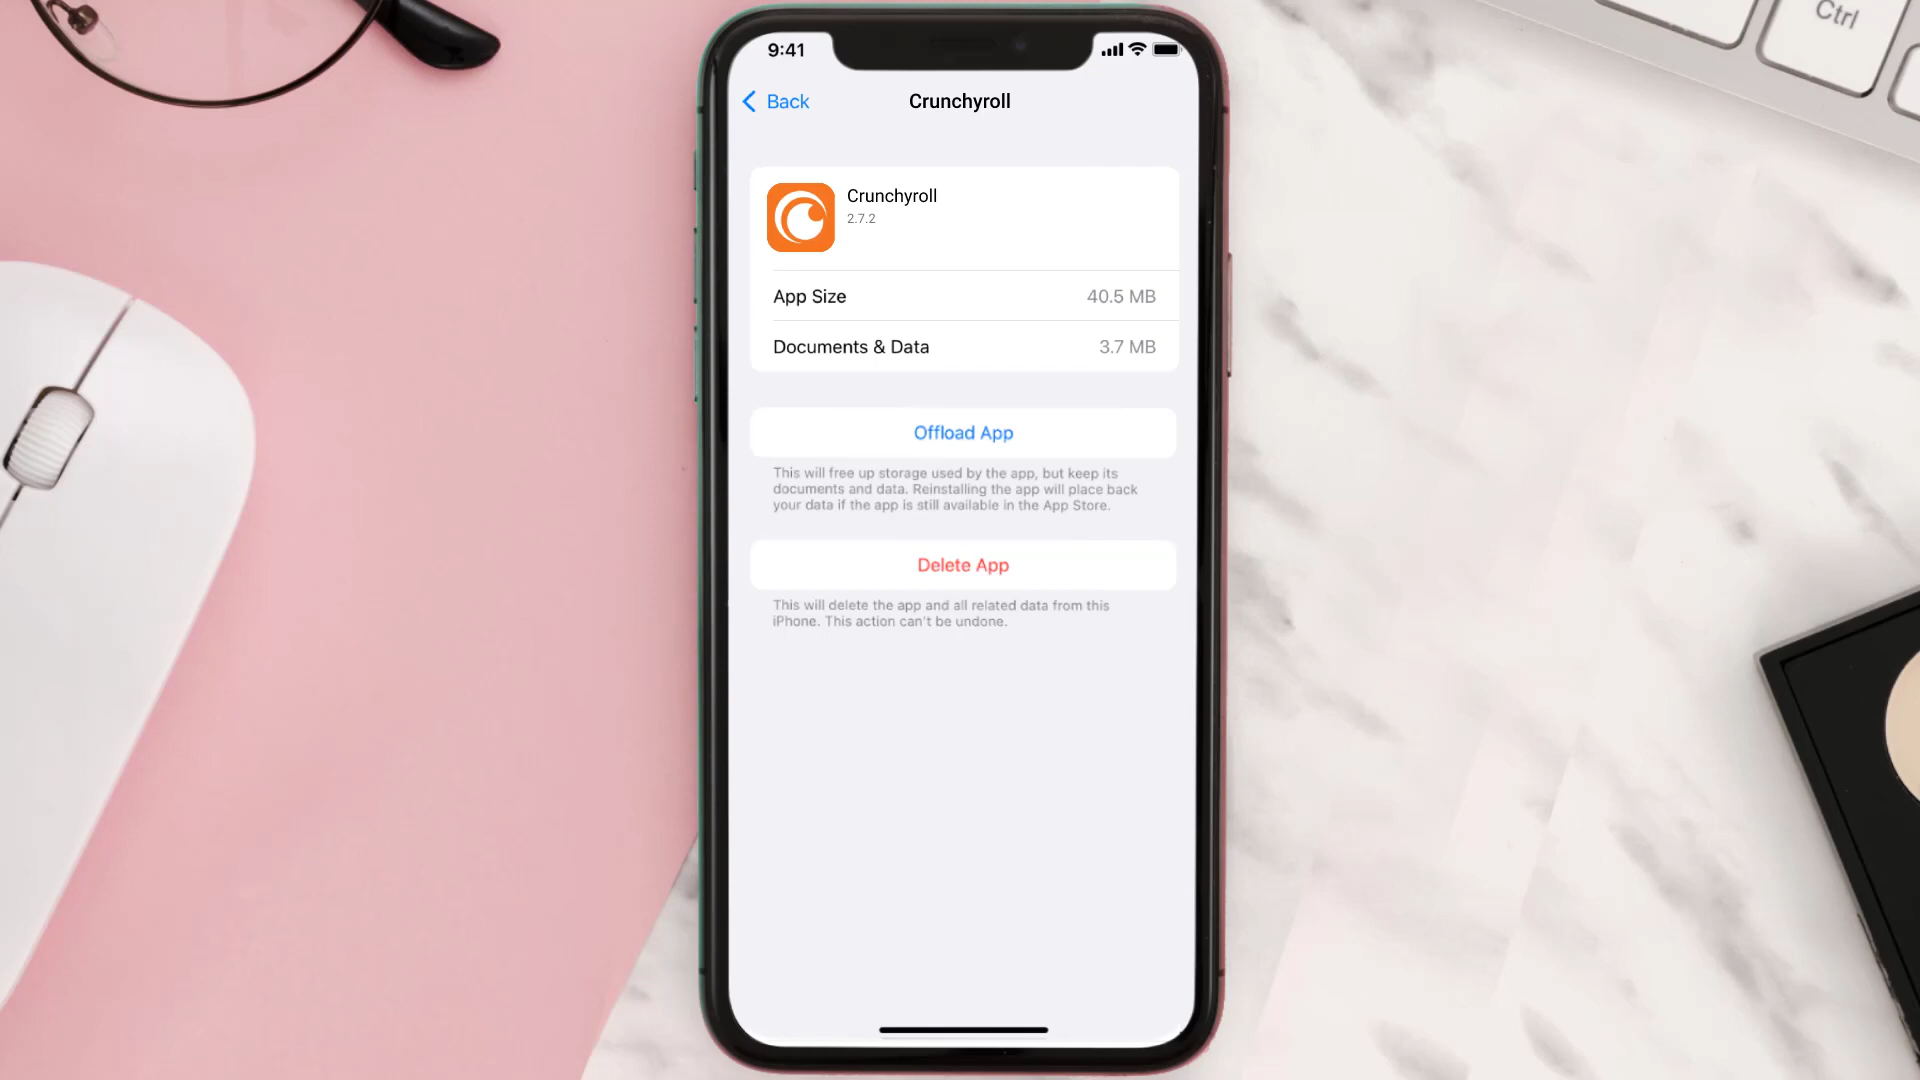 Ctrl
9:41
Back
Crunchyroll
Crunchyroll
2.7.2
App Size
40.5 MB
Documents & Data
3.7 MB
Offload App
This will free up storage used by the app, but keep its
documents and data. Reinstalling the app will place back
your data if the app is still available in the App Store.
Delete App
This will delete the app and all related data from this
iPhone. This action can't be undone.